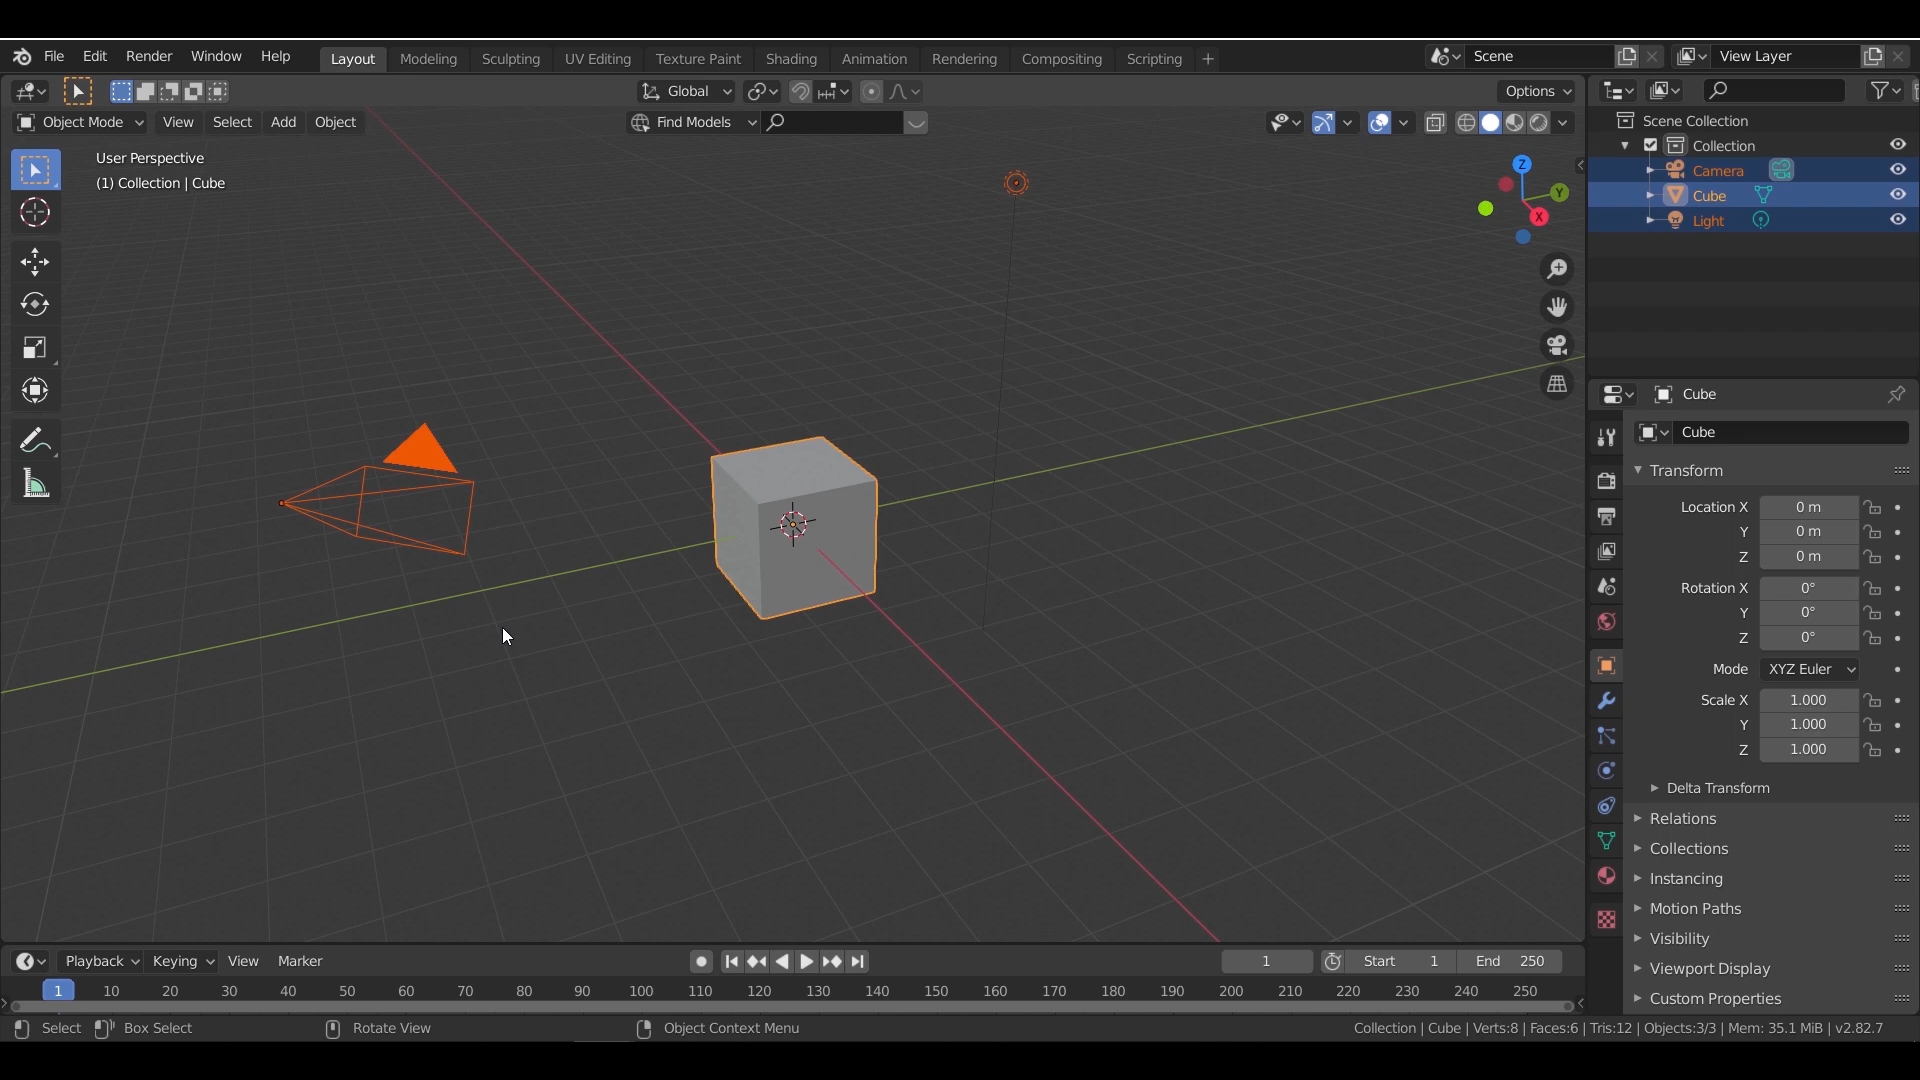 File Edit Render Window Help Layout Modeling Sculpting UV Editing Texture Paint Shading Animation Rendering Compositing Scripting + Scene View Layer
Global Options
Object Mode View Select Add Object Find Models
User Perspective
(1) Collection | Cube
Z
Y
X
Scene Collection
Collection
Camera
Cube
Light
Cube
Cube
Transform
Location X 0 m
Y 0 m
Z 0 m
Rotation X 0°
Y 0°
Z 0°
Mode XYZ Euler
Scale X 1.000
Y 1.000
Z 1.000
Delta Transform
Relations
Collections
Instancing
Motion Paths
Visibility
Viewport Display
Custom Properties
Playback Keying View Marker 1 Start 1 End 250
1 10 20 30 40 50 60 70 80 90 100 110 120 130 140 150 160 170 180 190 200 210 220 230 240 250
Select Box Select Rotate View Object Context Menu Collection | Cube | Verts:8 | Faces:6 | Tris:12 | Objects:3/3 | Mem: 35.1 MiB | v2.82.7